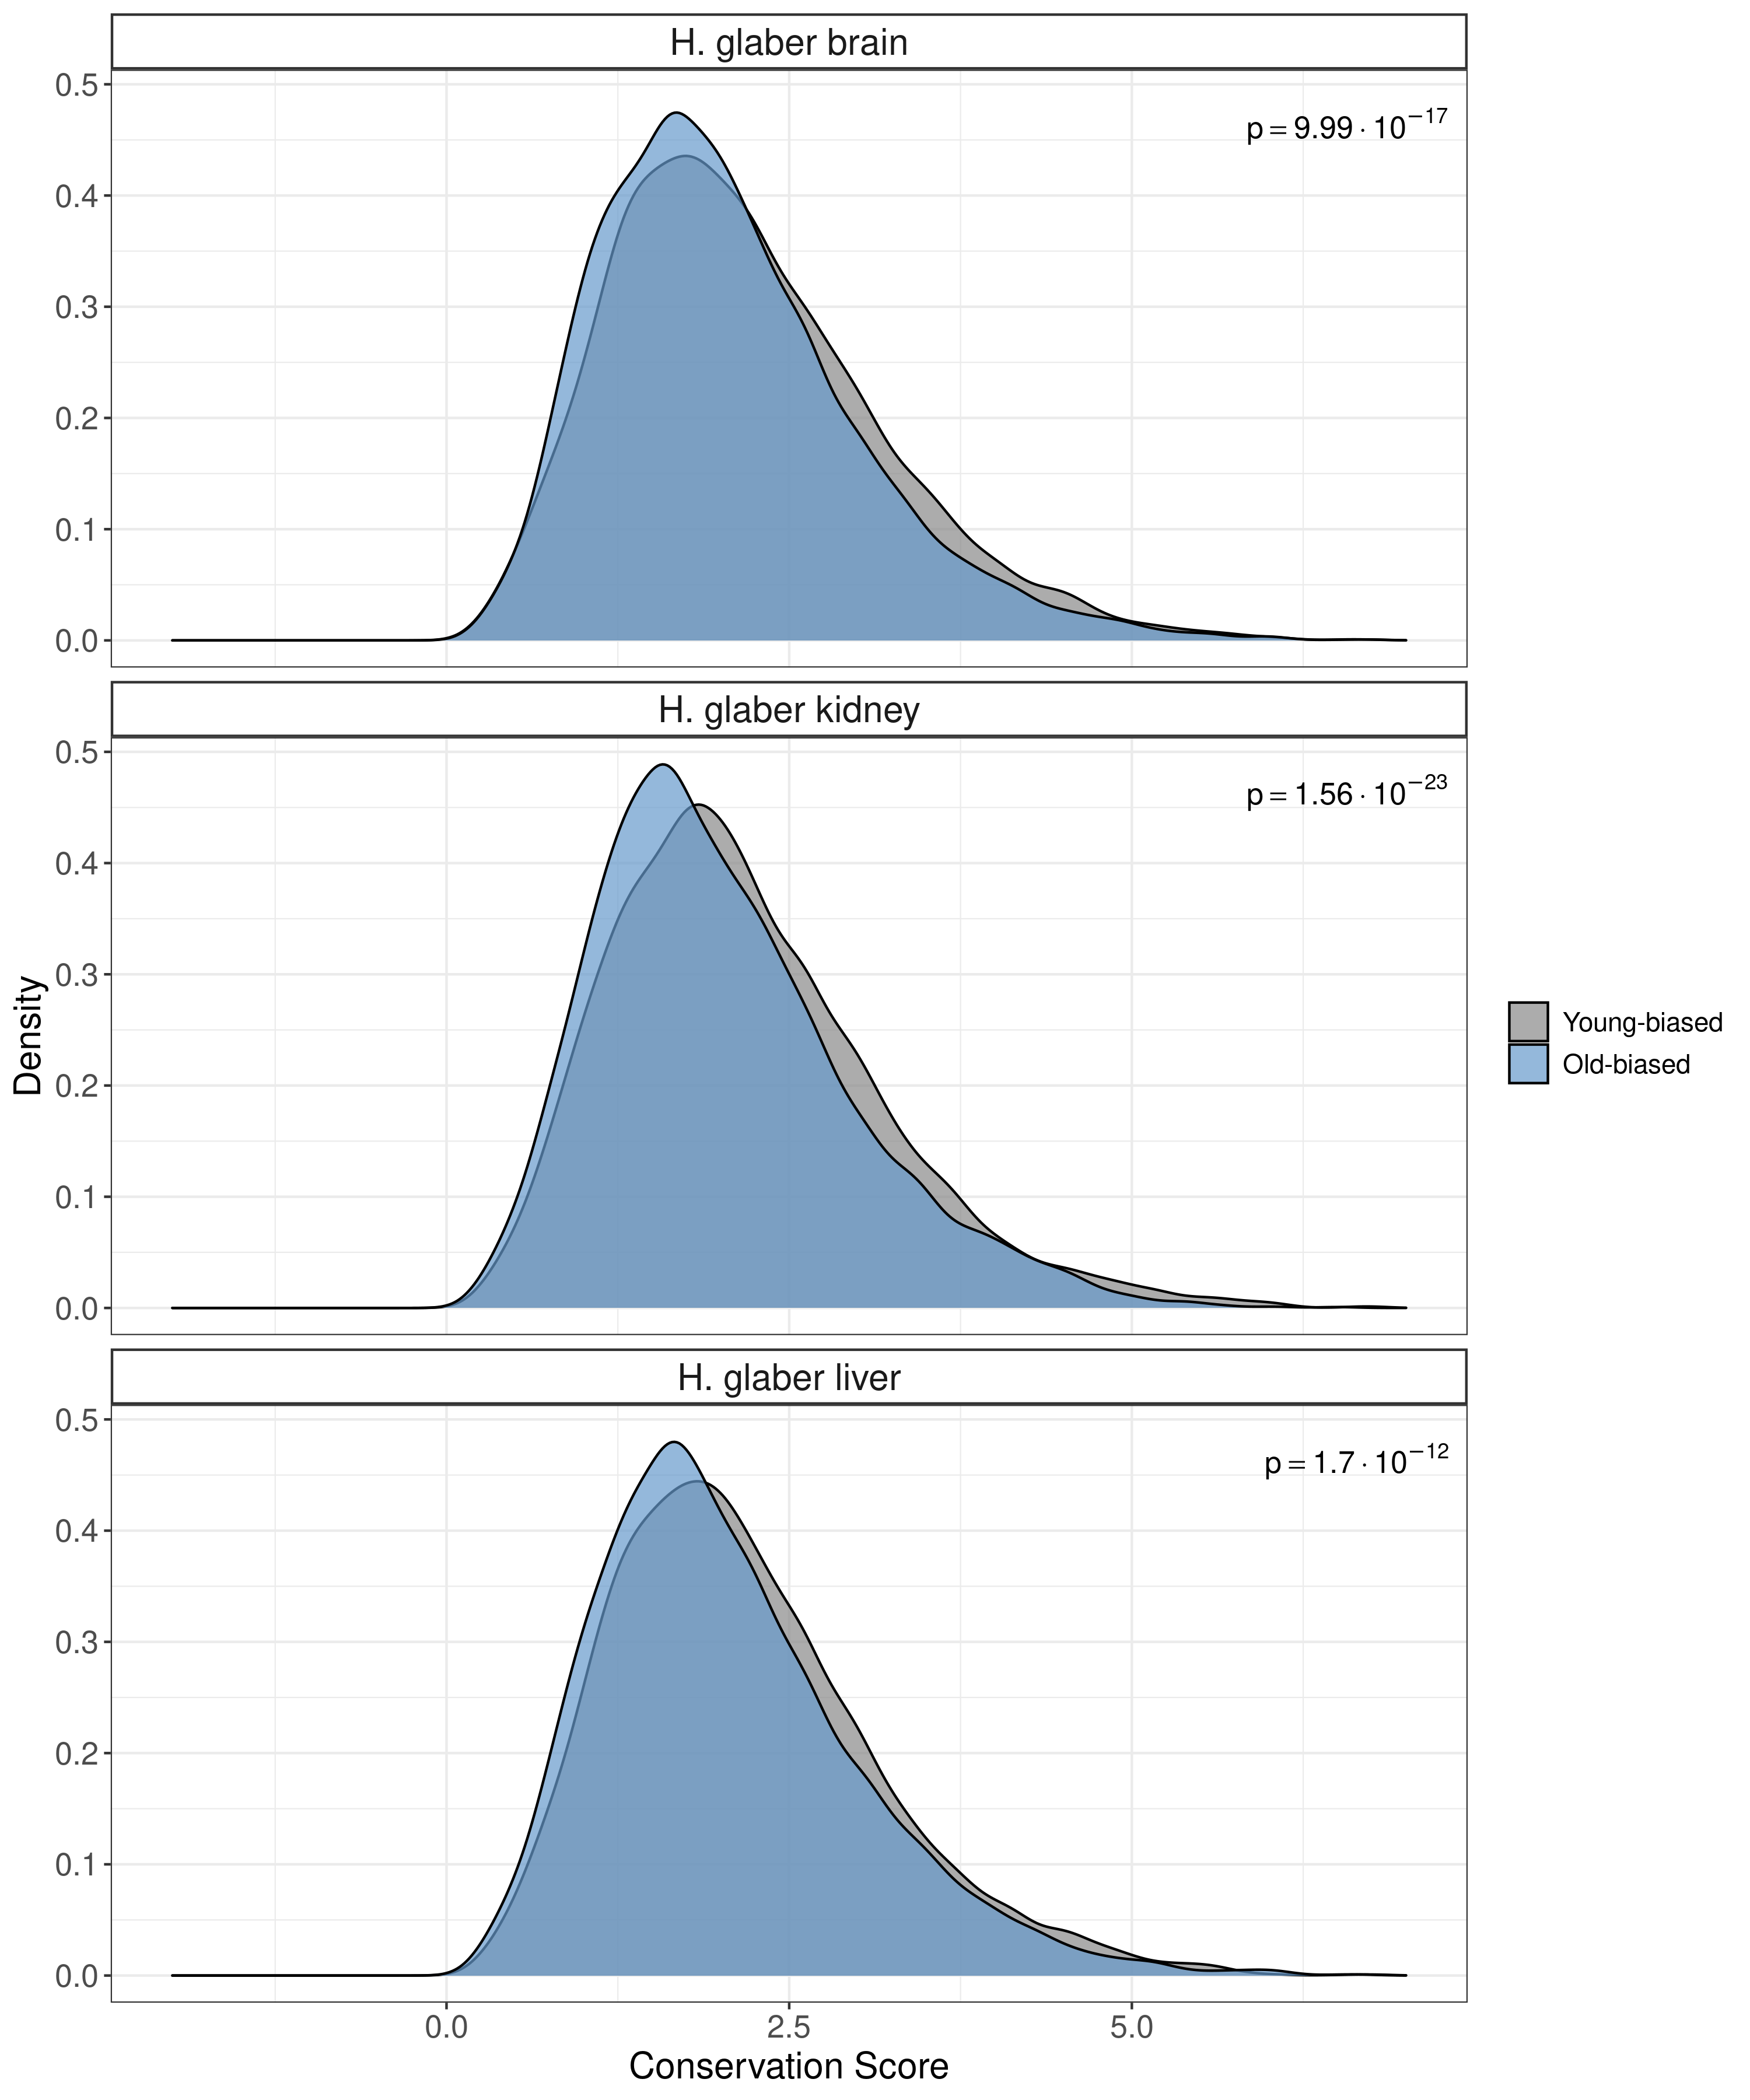 H. glaber brain
p = 9.99 · 10⁻¹⁷
0.5
0.4
0.3
0.2
0.1
0.0
H. glaber kidney
p = 1.56 · 10⁻²³
0.5
0.4
0.3
0.2
0.1
0.0
Density
Young-biased
Old-biased
H. glaber liver
p = 1.7 · 10⁻¹²
0.5
0.4
0.3
0.2
0.1
0.0
0.0 2.5 5.0
Conservation Score